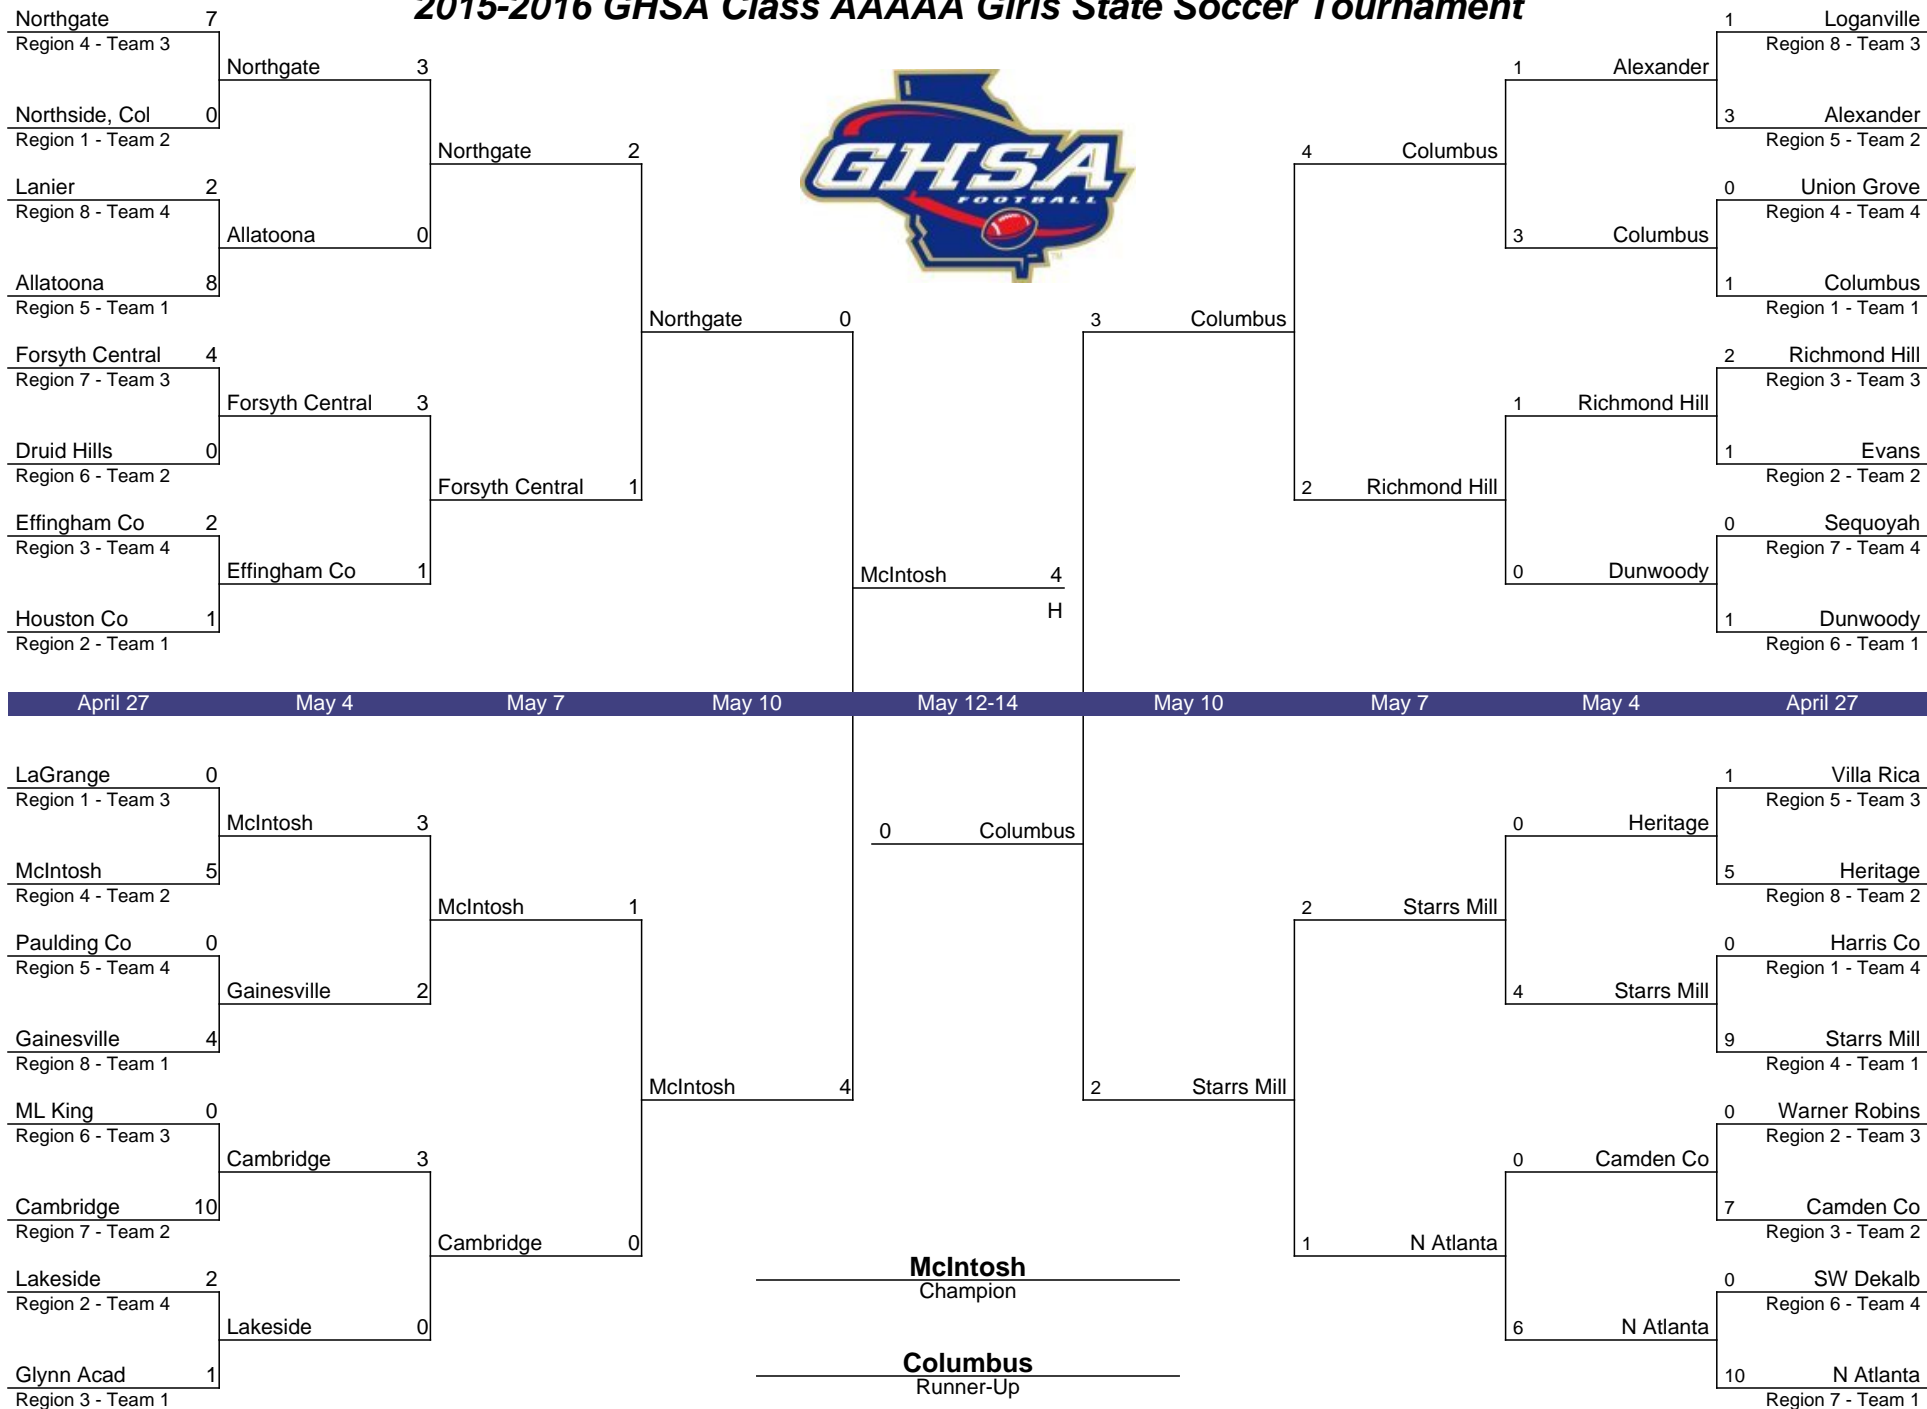 2015-2016 GHSA Class AAAAA Girls State Soccer Tournament
Northgate 7
Region 4 - Team 3
Northside, Col 0
Region 1 - Team 2
Lanier 2
Region 8 - Team 4
Allatoona 8
Region 5 - Team 1
Forsyth Central 4
Region 7 - Team 3
Druid Hills 0
Region 6 - Team 2
Effingham Co 2
Region 3 - Team 4
Houston Co 1
Region 2 - Team 1
Northgate 3
Allatoona 0
Forsyth Central 3
Effingham Co 1
Northgate 2
Forsyth Central 1
Northgate 0
GHSA
FOOTBALL
TM
McIntosh 4
H
3 Columbus
4 Columbus
2 Richmond Hill
1 Alexander
3 Columbus
1 Richmond Hill
0 Dunwoody
1 Loganville
Region 8 - Team 3
3 Alexander
Region 5 - Team 2
0 Union Grove
Region 4 - Team 4
1 Columbus
Region 1 - Team 1
2 Richmond Hill
Region 3 - Team 3
1 Evans
Region 2 - Team 2
0 Sequoyah
Region 7 - Team 4
1 Dunwoody
Region 6 - Team 1
April 27 May 4 May 7 May 10 May 12-14 May 10 May 7 May 4 April 27
LaGrange 0
Region 1 - Team 3
McIntosh 5
Region 4 - Team 2
Paulding Co 0
Region 5 - Team 4
Gainesville 4
Region 8 - Team 1
ML King 0
Region 6 - Team 3
Cambridge 10
Region 7 - Team 2
Lakeside 2
Region 2 - Team 4
Glynn Acad 1
Region 3 - Team 1
McIntosh 3
Gainesville 2
Cambridge 3
Lakeside 0
McIntosh 1
Cambridge 0
McIntosh 4
0 Columbus
2 Starrs Mill
2 Starrs Mill
1 N Atlanta
0 Heritage
4 Starrs Mill
0 Camden Co
6 N Atlanta
1 Villa Rica
Region 5 - Team 3
5 Heritage
Region 8 - Team 2
0 Harris Co
Region 1 - Team 4
9 Starrs Mill
Region 4 - Team 1
0 Warner Robins
Region 2 - Team 3
7 Camden Co
Region 3 - Team 2
0 SW Dekalb
Region 6 - Team 4
10 N Atlanta
Region 7 - Team 1
McIntosh
Champion
Columbus
Runner-Up